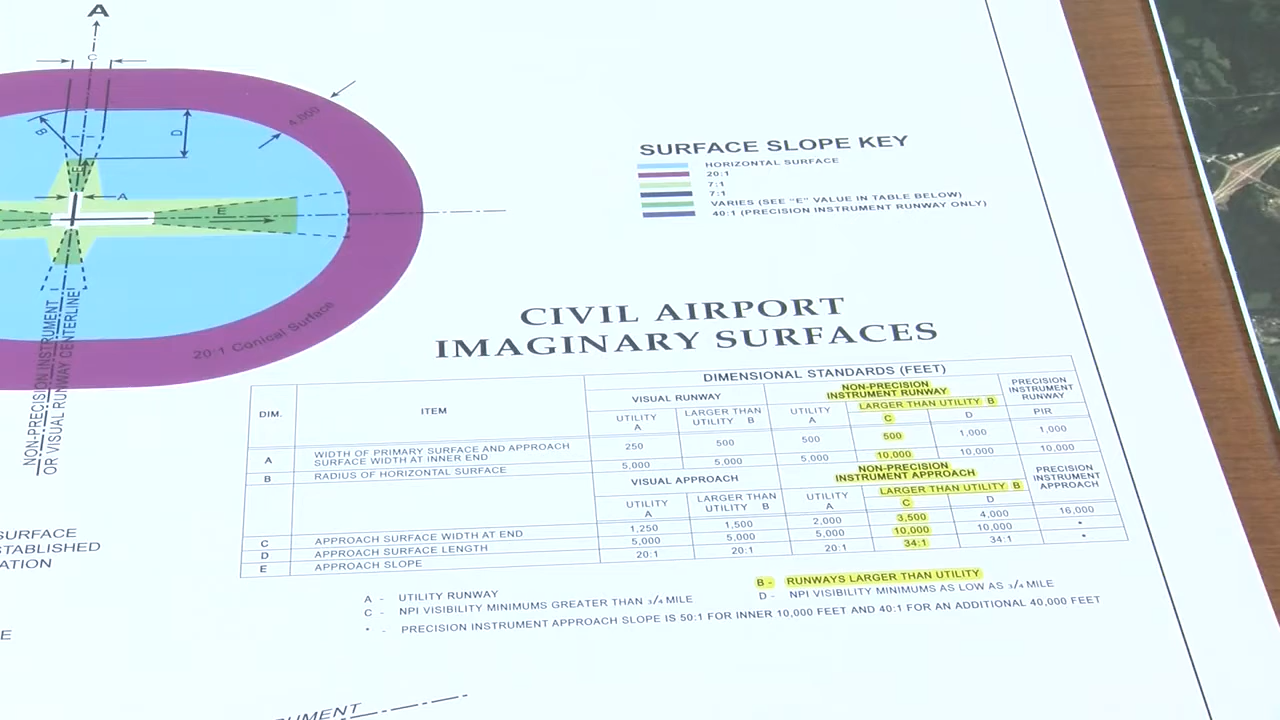 A
C
B
D
4,000
E
A
E
20:1 Conical Surface
NON-PRECISION INSTRUMENT
OR VISUAL RUNWAY CENTERLINE
SURFACE SLOPE KEY
HORIZONTAL SURFACE
20:1
7:1
7:1
VARIES (SEE "E" VALUE IN TABLE BELOW)
40:1 (PRECISION INSTRUMENT RUNWAY ONLY)
CIVIL AIRPORT
IMAGINARY SURFACES
DIM.
ITEM
DIMENSIONAL STANDARDS (FEET)
VISUAL RUNWAY
NON-PRECISION
INSTRUMENT RUNWAY
PRECISION
INSTRUMENT
RUNWAY
UTILITY
A
LARGER THAN
UTILITY B
UTILITY
A
LARGER THAN UTILITY B
C
D
PIR
A
WIDTH OF PRIMARY SURFACE AND APPROACH
SURFACE WIDTH AT INNER END
250
500
500
500
1,000
1,000
B
RADIUS OF HORIZONTAL SURFACE
5,000
5,000
5,000
10,000
10,000
10,000
VISUAL APPROACH
NON-PRECISION
INSTRUMENT APPROACH
PRECISION
INSTRUMENT
APPROACH
UTILITY
A
LARGER THAN
UTILITY B
UTILITY
A
LARGER THAN UTILITY B
C
D
C
APPROACH SURFACE WIDTH AT END
1,250
1,500
2,000
3,500
4,000
16,000
D
APPROACH SURFACE LENGTH
5,000
5,000
5,000
10,000
10,000
*
E
APPROACH SLOPE
20:1
20:1
20:1
34:1
34:1
*
A - UTILITY RUNWAY
B - RUNWAYS LARGER THAN UTILITY
C - NPI VISIBILITY MINIMUMS GREATER THAN 3/4 MILE
D - NPI VISIBILITY MINIMUMS AS LOW AS 3/4 MILE
* - PRECISION INSTRUMENT APPROACH SLOPE IS 50:1 FOR INNER 10,000 FEET AND 40:1 FOR AN ADDITIONAL 40,000 FEET
SURFACE
STABLISHED
ATION
E
UMENT